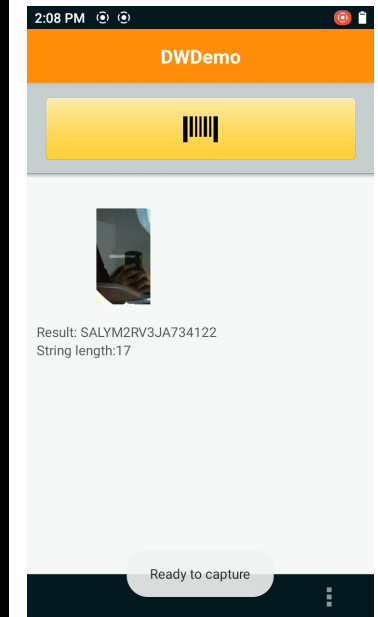 2:08 PM
DWDemo
Result: SALYM2RV3JA734122
String length:17
Ready to capture